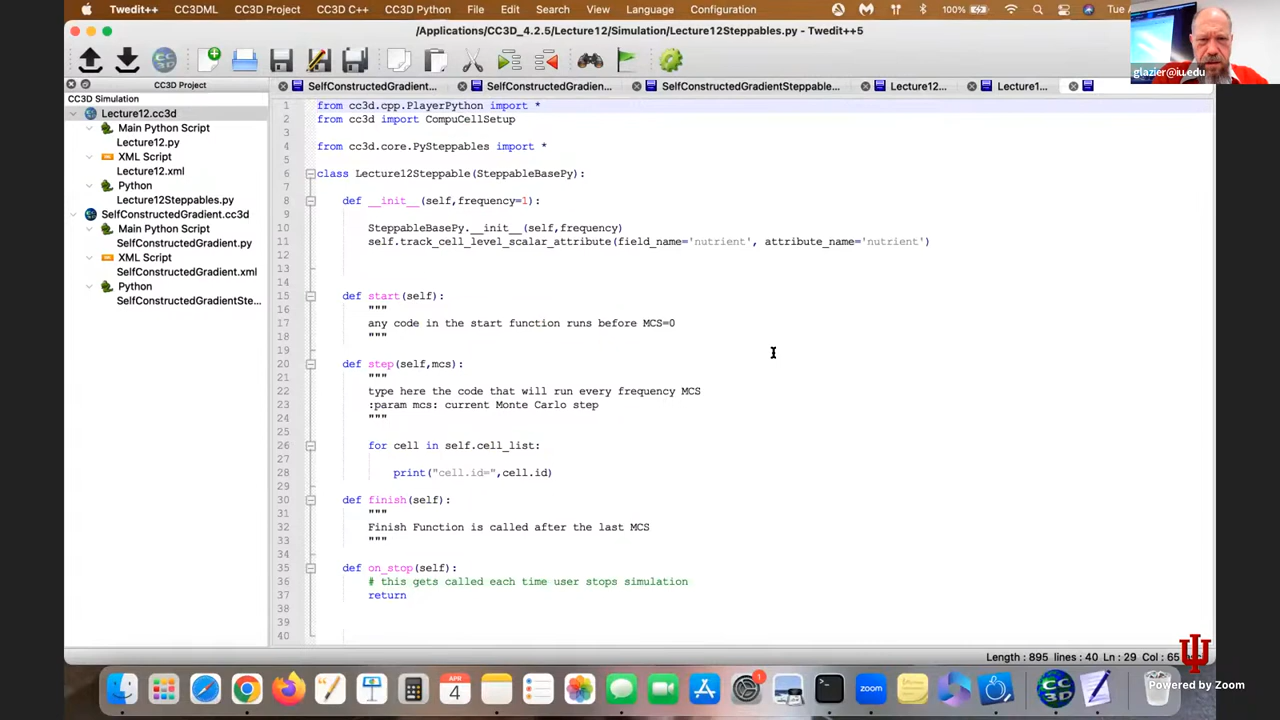 Twedit++ CC3DML CC3D Project CC3D C++ CC3D Python File Edit Search View Language Configuration 100% Tue
/Applications/CC3D_4.2.5/Lecture12/Simulation/Lecture12Steppables.py - Twedit++5
glazier@iu.edu
CC3D Project
SelfConstructedGradient... SelfConstructedGradien... SelfConstructedGradientSteppable... Lecture12... Lecture1...
CC3D Simulation
Lecture12.cc3d
Main Python Script
Lecture12.py
XML Script
Lecture12.xml
Python
Lecture12Steppables.py
SelfConstructedGradient.cc3d
Main Python Script
SelfConstructedGradient.py
XML Script
SelfConstructedGradient.xml
Python
SelfConstructedGradientSte...
1 from cc3d.cpp.PlayerPython import *
2 from cc3d import CompuCellSetup
3
4 from cc3d.core.PySteppables import *
5
6 class Lecture12Steppable(SteppableBasePy):
7
8 def __init__(self,frequency=1):
9
10 SteppableBasePy.__init__(self,frequency)
11 self.track_cell_level_scalar_attribute(field_name='nutrient', attribute_name='nutrient')
12
13
14
15 def start(self):
16 """
17 any code in the start function runs before MCS=0
18 """
19
20 def step(self,mcs):
21 """
22 type here the code that will run every frequency MCS
23 :param mcs: current Monte Carlo step
24 """
25
26 for cell in self.cell_list:
27
28 print("cell.id=",cell.id)
29
30 def finish(self):
31 """
32 Finish Function is called after the last MCS
33 """
34
35 def on_stop(self):
36 # this gets called each time user stops simulation
37 return
38
39
40
Length : 895 lines : 40 Ln : 29 Col : 65
APR
4
zoom
CC
3D
1
Powered by Zoom